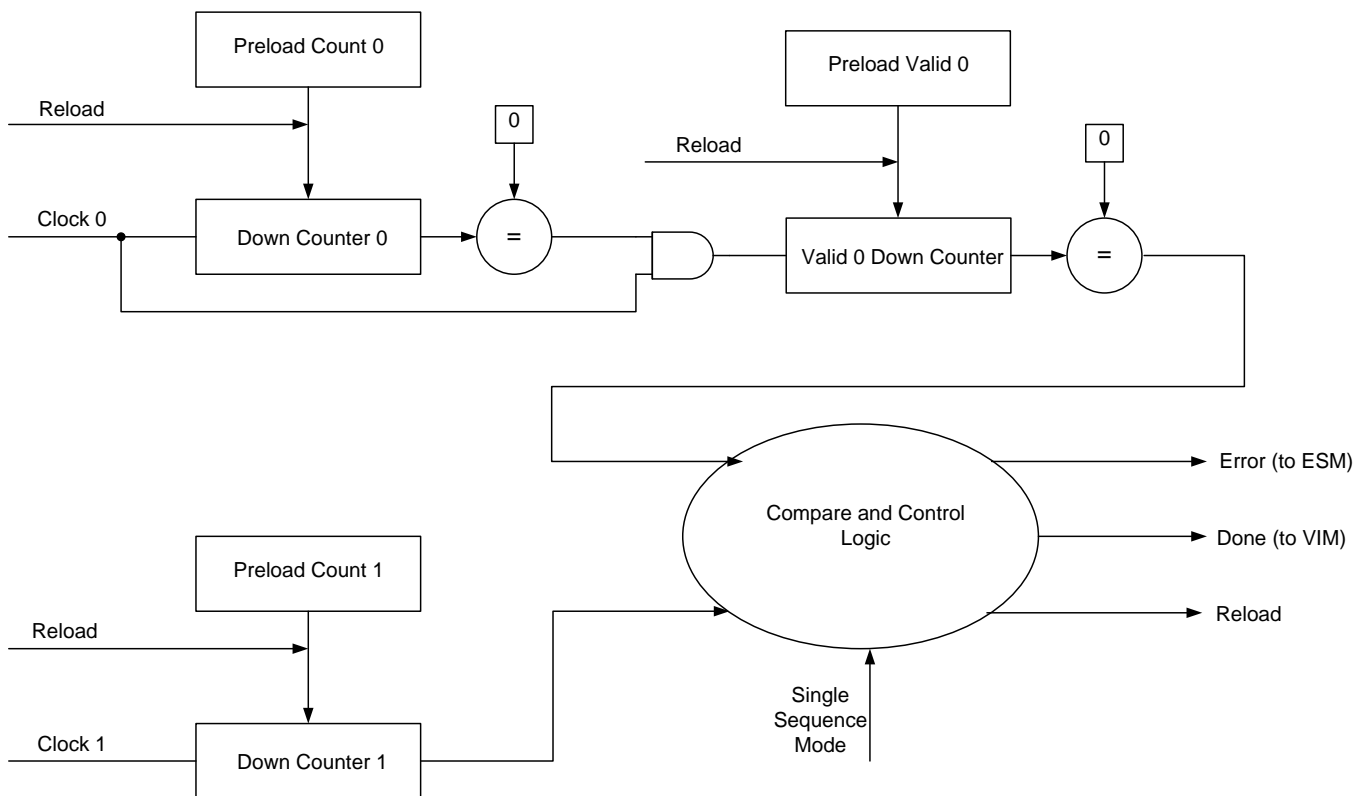 Preload Count 0
Preload Valid 0
Reload
0
0
Reload
Clock 0
Down Counter 0
=
Valid 0 Down Counter
=
Error (to ESM)
Compare and Control
Logic
Done (to VIM)
Preload Count 1
Reload
Reload
Single
Sequence
Mode
Clock 1
Down Counter 1